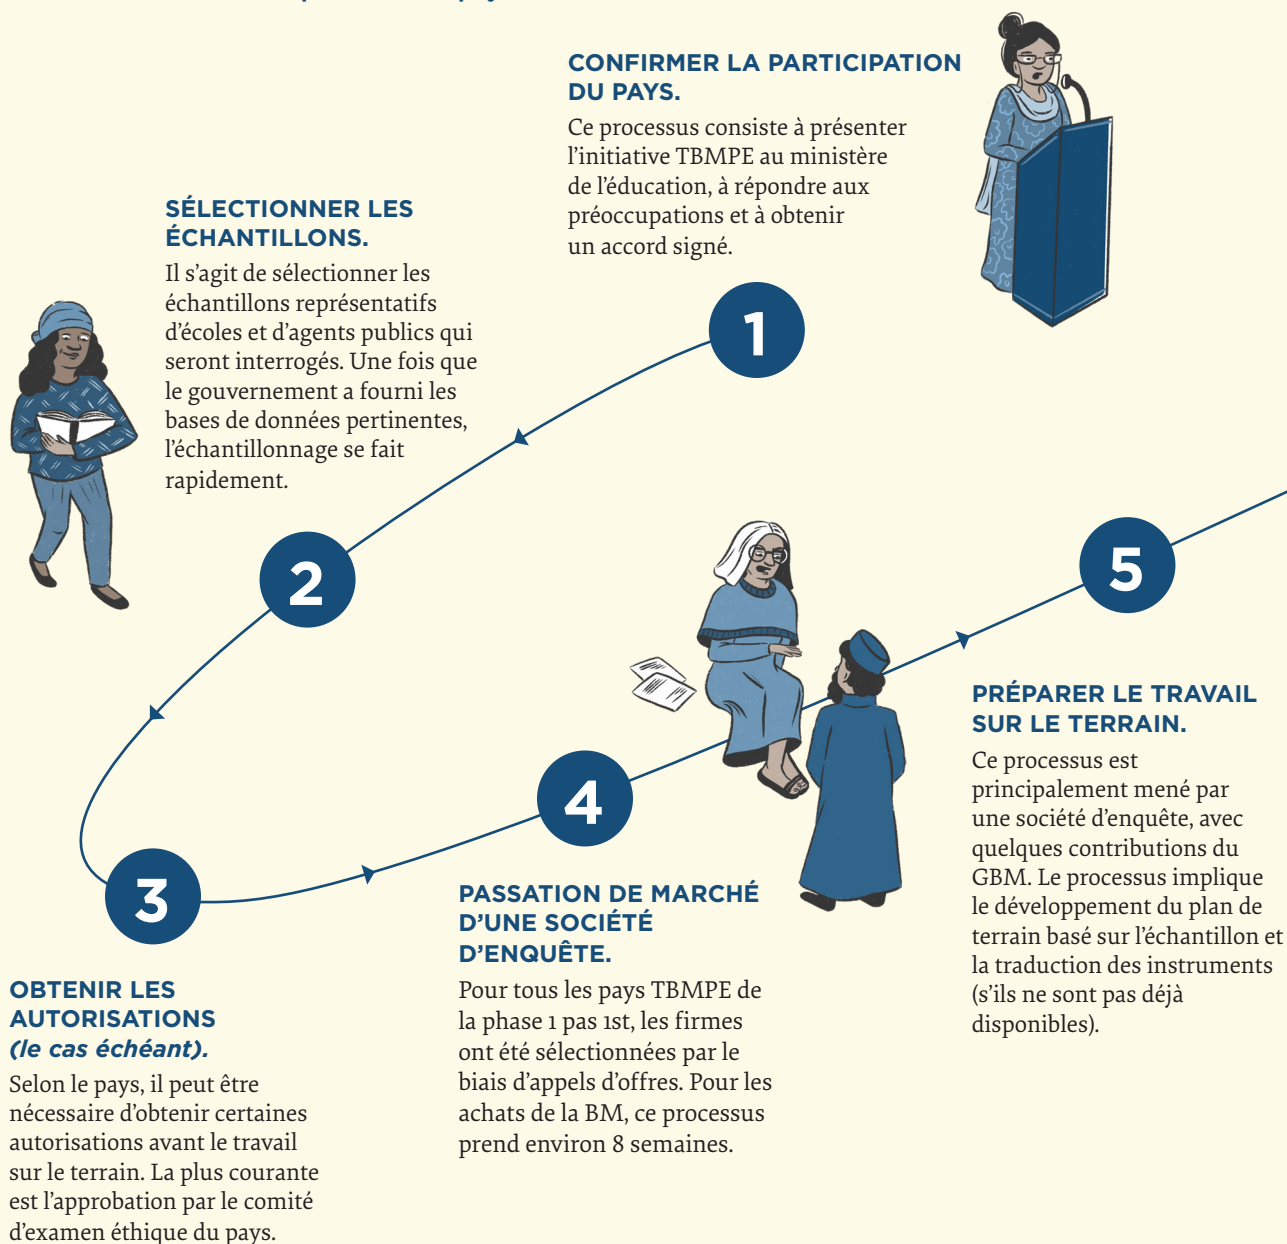 CONFIRMER LA PARTICIPATION
DU PAYS.
Ce processus consiste à présenter
l’initiative TBMPE au ministère
de l’éducation, à répondre aux
préoccupations et à obtenir
un accord signé.
1
SÉLECTIONNER LES
ÉCHANTILLONS.
Il s’agit de sélectionner les
échantillons représentatifs
d’écoles et d’agents publics qui
seront interrogés. Une fois que
le gouvernement a fourni les
bases de données pertinentes,
l’échantillonnage se fait
rapidement.
2
3
OBTENIR LES
AUTORISATIONS
(le cas échéant).
Selon le pays, il peut être
nécessaire d’obtenir certaines
autorisations avant le travail
sur le terrain. La plus courante
est l’approbation par le comité
d’examen éthique du pays.
4
PASSATION DE MARCHÉ
D’UNE SOCIÉTÉ
D’ENQUÊTE.
Pour tous les pays TBMPE de
la phase 1 pas 1st, les firmes
ont été sélectionnées par le
biais d’appels d’offres. Pour les
achats de la BM, ce processus
prend environ 8 semaines.
5
PRÉPARER LE TRAVAIL
SUR LE TERRAIN.
Ce processus est
principalement mené par
une société d’enquête, avec
quelques contributions du
GBM. Le processus implique
le développement du plan de
terrain basé sur l’échantillon et
la traduction des instruments
(s’ils ne sont pas déjà
disponibles).